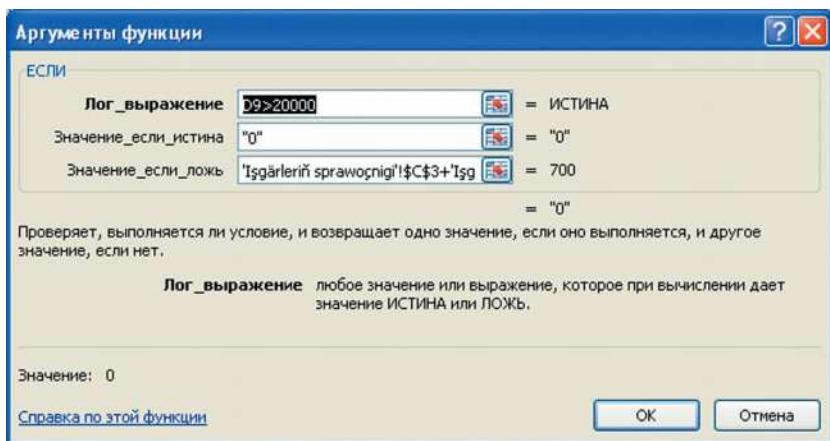 Аргументы функции
ЕСЛИ
Лог_выражение D9>20000 = ИСТИНА
Значение_если_истина "0" = "0"
Значение_если_ложь 'Işgärleriň sprawoçnigi'!$C$3+'Işg = 700
= "0"
Проверяет, выполняется ли условие, и возвращает одно значение, если оно выполняется, и другое
значение, если нет.
Лог_выражение любое значение или выражение, которое при вычислении дает
значение ИСТИНА или ЛОЖЬ.
Значение: 0
Справка по этой функции ОК Отмена